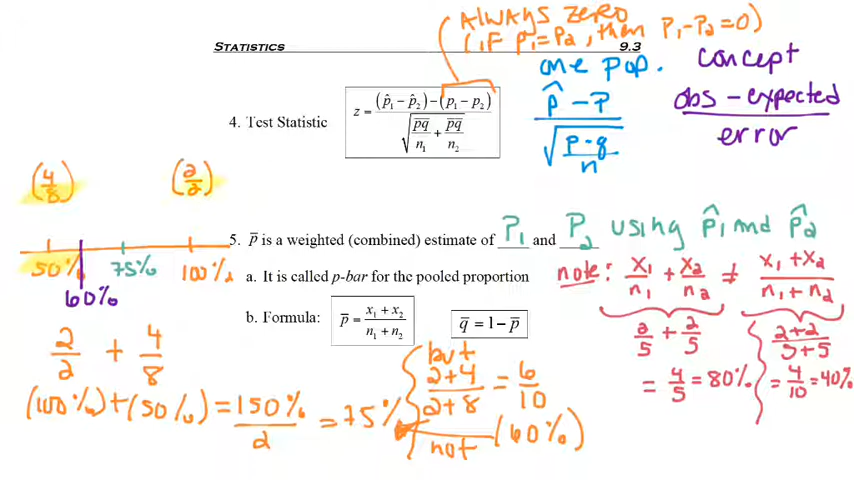 ALWAYS ZERO
(IF P₁=P₂, then P₁-P₂=0)
STATISTICS 9.3
one pop.
p̂ - p
√(p·q/n)
concept
obs - expected
error
4. Test Statistic
z = ((p̂₁ - p̂₂) - (p₁ - p₂)) / √(p̄q̄/n₁ + p̄q̄/n₂)
(4/8) (2/2)
50% 75% 100%
60%
5. p̄ is a weighted (combined) estimate of P₁ and P₂ using p̂₁ and p̂₂
a. It is called p-bar for the pooled proportion
b. Formula: p̄ = (x₁ + x₂)/(n₁ + n₂) q̄ = 1 - p̄
note: x₁/n₁ + x₂/n₂ ≠ (x₁+x₂)/(n₁+n₂)
2/5 + 2/5
= 4/5 = 80%
(2+2)/(5+5)
= 4/10 = 40%
2/2 + 4/8
(100%)+(50%) = 150%/2 = 75%
but
(2+4)/(2+8) = 6/10
not (60%)